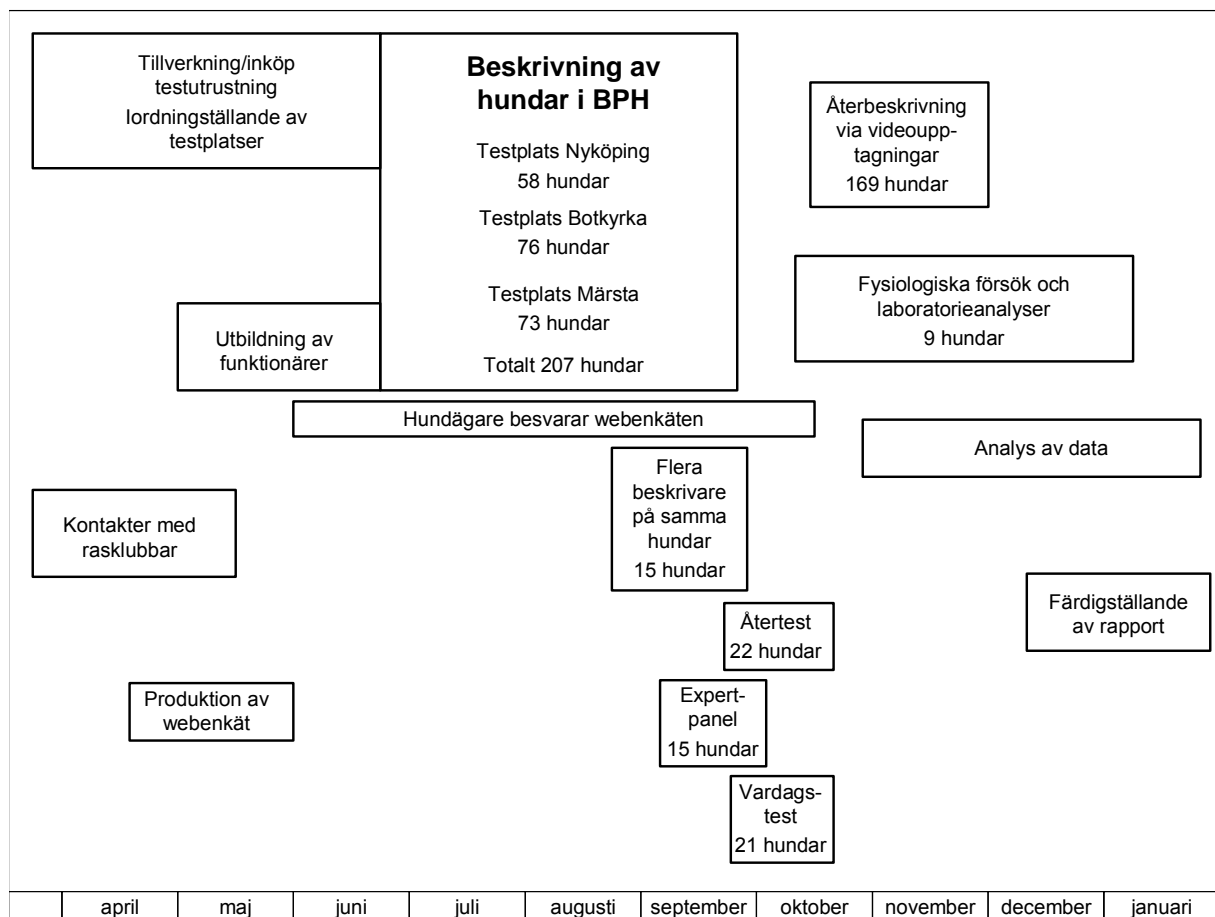 Tillverkning/inköp
testutrustning
Iordningställande av
testplatser
Beskrivning av
hundar i BPH
Testplats Nyköping
58 hundar
Testplats Botkyrka
76 hundar
Testplats Märsta
73 hundar
Totalt 207 hundar
Återbeskrivning
via videoupp-
tagningar
169 hundar
Fysiologiska försök och
laboratorieanalyser
9 hundar
Utbildning av
funktionärer
Hundägare besvarar webenkäten
Analys av data
Flera
beskrivare
på samma
hundar
15 hundar
Kontakter med
rasklubbar
Färdigställande
av rapport
Återtest
22 hundar
Produktion av
webenkät
Expert-
panel
15 hundar
Vardags-
test
21 hundar
april maj juni juli augusti september oktober november december januari